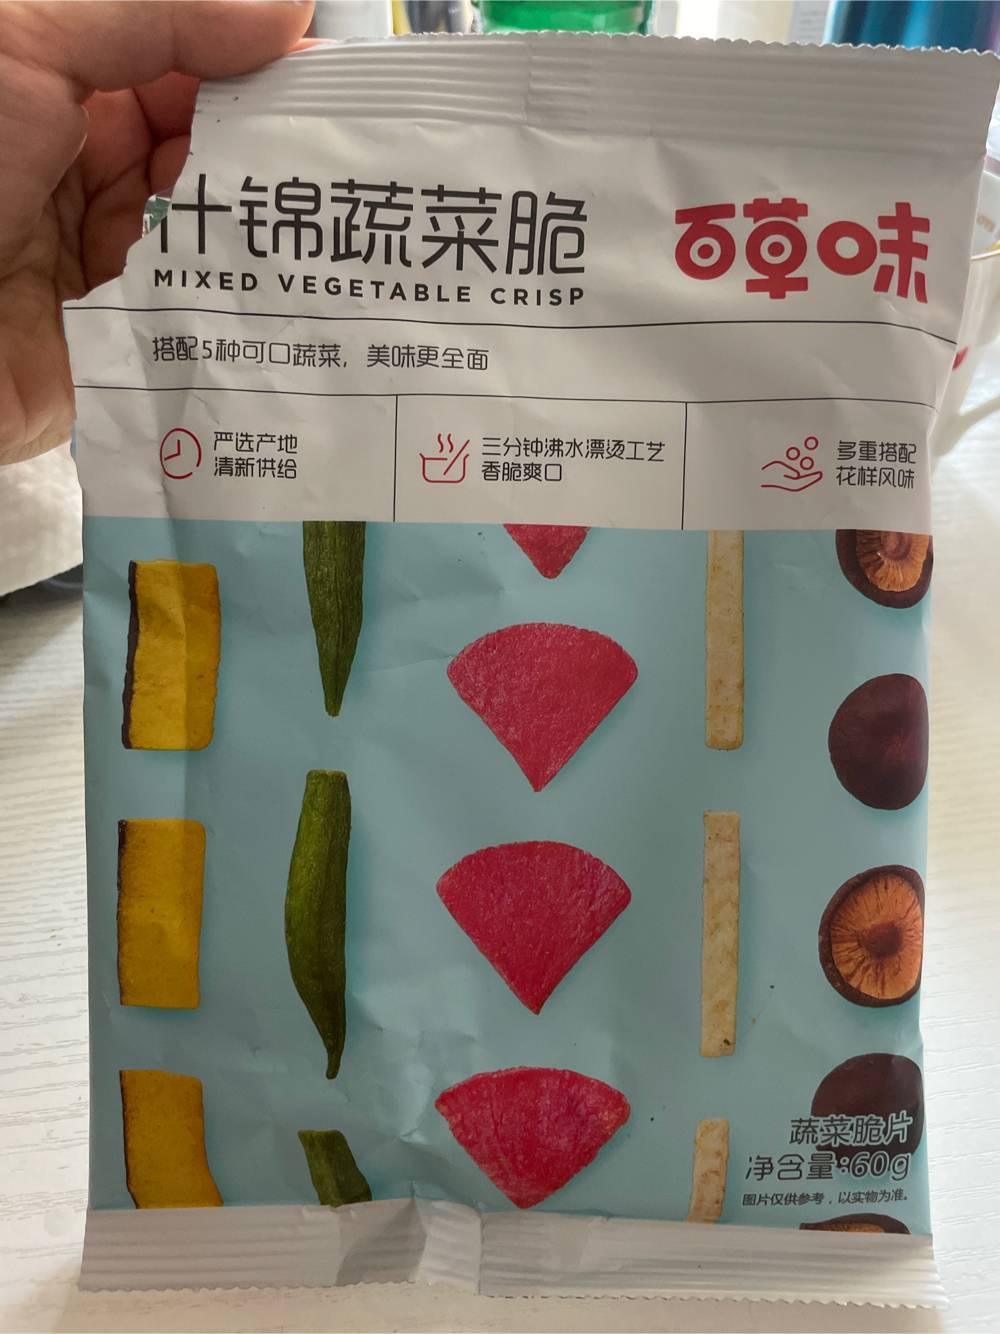 什锦蔬菜脆
百草味
MIXED VEGETABLE CRISP
搭配5种可口蔬菜，美味更全面
严选产地
清新供给
三分钟沸水漂烫工艺
香脆爽口
多重搭配
花样风味
蔬菜脆片
净含量:60g
图片仅供参考，以实物为准。